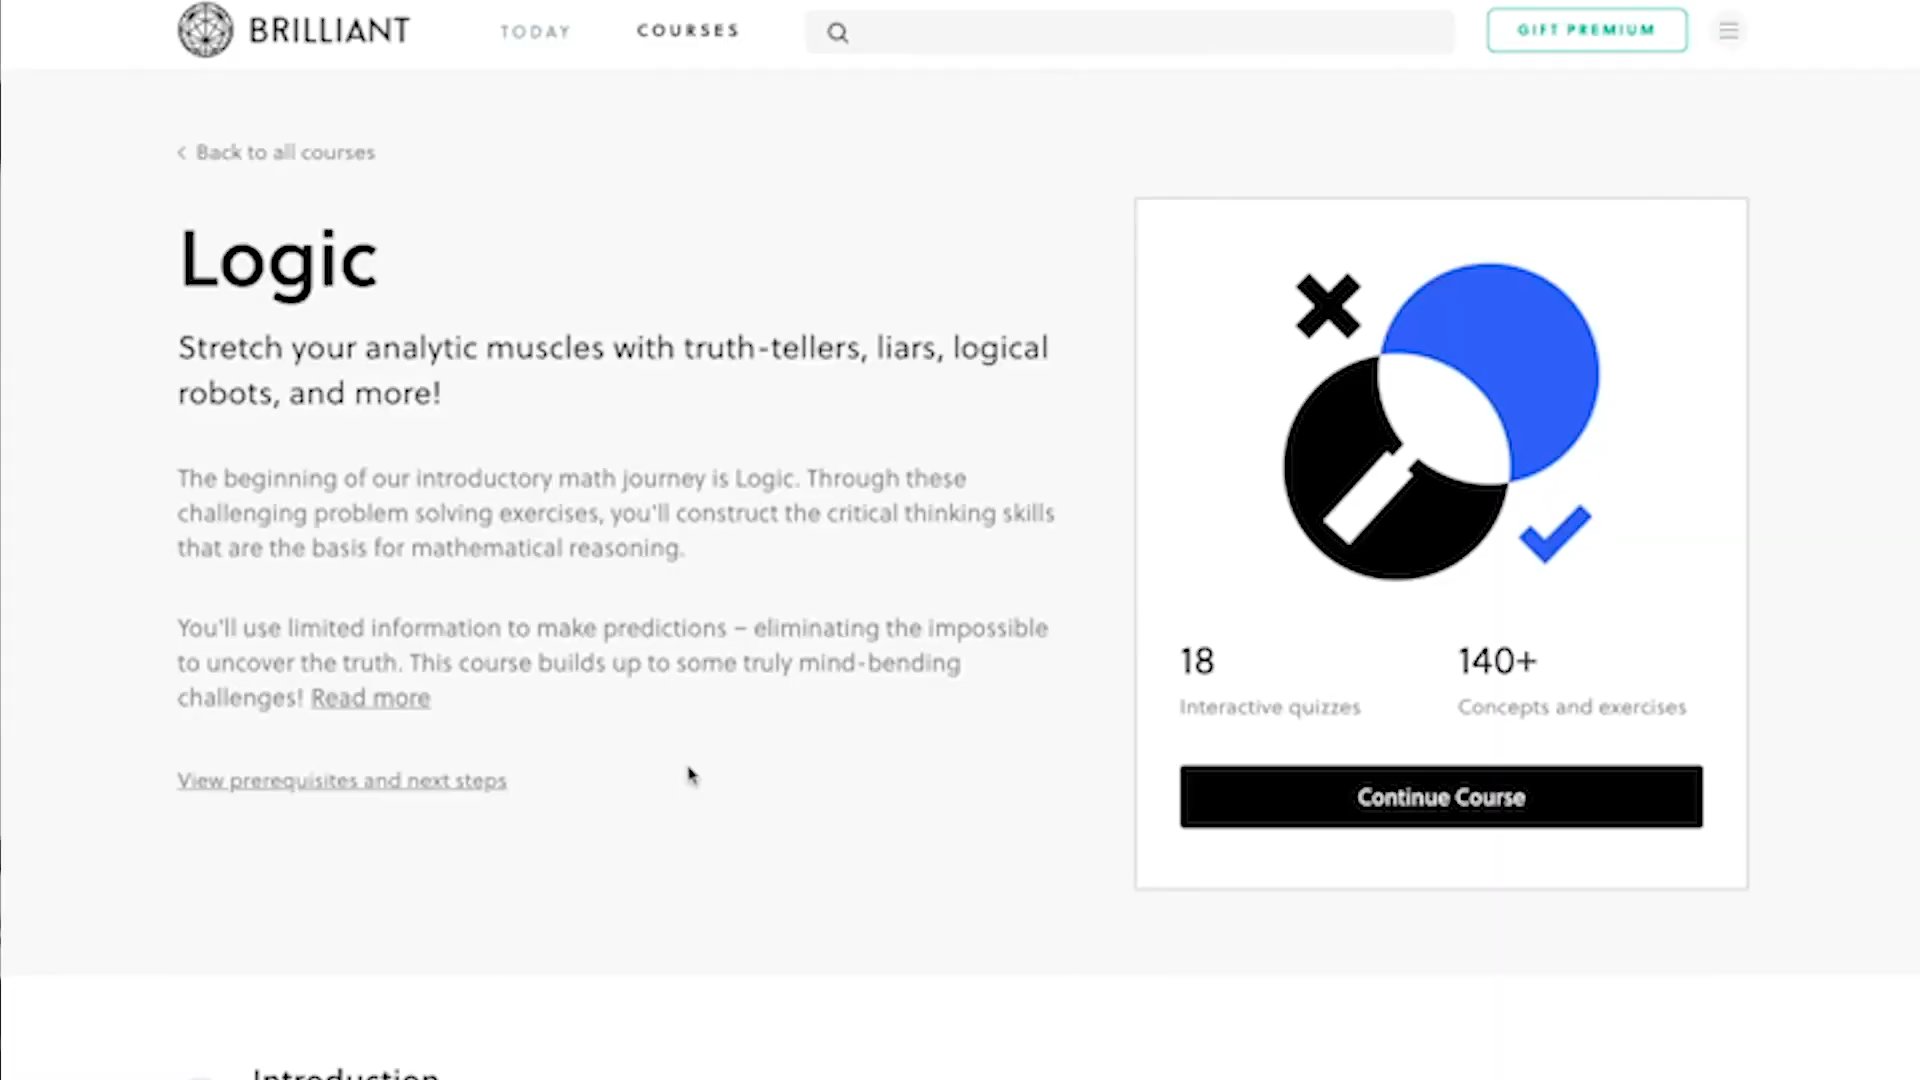 BRILLIANT
TODAY
COURSES
GIFT PREMIUM
< Back to all courses
Logic
Stretch your analytic muscles with truth-tellers, liars, logical
robots, and more!
The beginning of our introductory math journey is Logic. Through these
challenging problem solving exercises, you'll construct the critical thinking skills
that are the basis for mathematical reasoning.
You'll use limited information to make predictions – eliminating the impossible
to uncover the truth. This course builds up to some truly mind-bending
challenges! Read more
View prerequisites and next steps
18
Interactive quizzes
140+
Concepts and exercises
Continue Course
Introduction